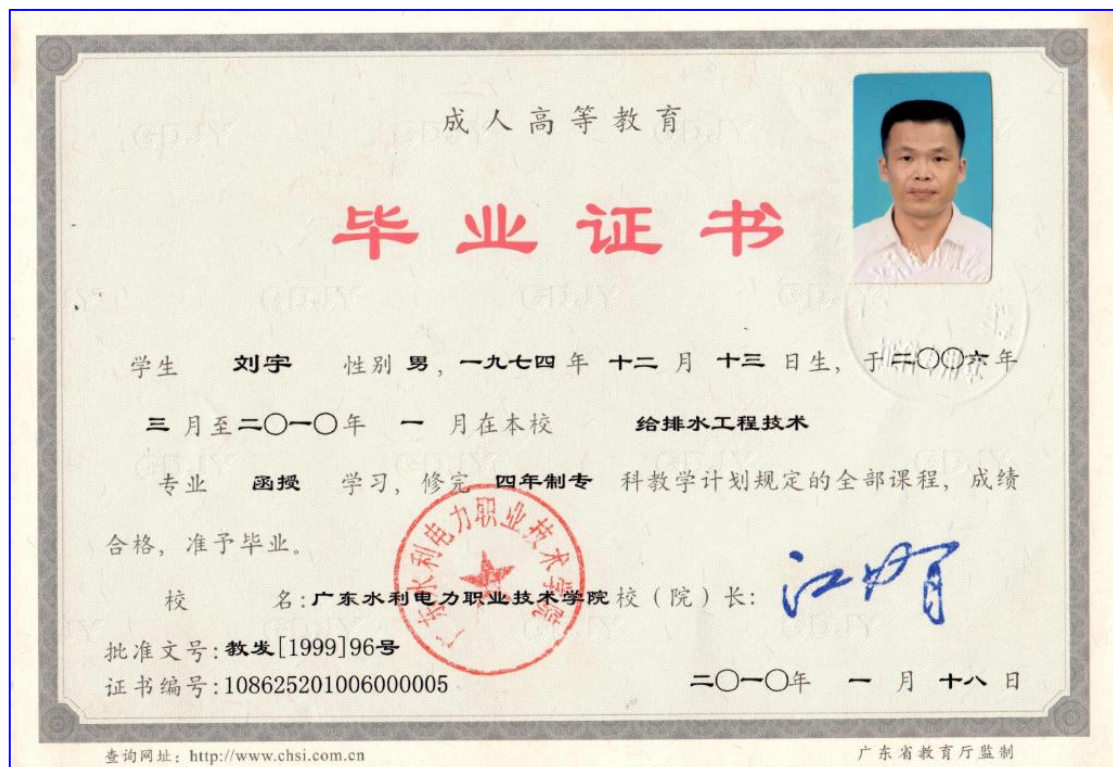 成人高等教育
毕业证书
学生 刘宇 性别 男，一九七四年 十二 月 十三 日生，于二〇〇六年
三 月至二〇一〇年 一 月在本校 给排水工程技术
专业 函授 学习，修完 四年制专 科教学计划规定的全部课程，成绩
合格，准予毕业。
校 名:广东水利电力职业技术学院校（院）长:
批准文号:教发[1999]96号
证书编号:108625201006000005
二〇一〇年 一 月 十八 日
广东水利电力职业技术学院
查询网址：http://www.chsi.com.cn
广东省教育厅监制